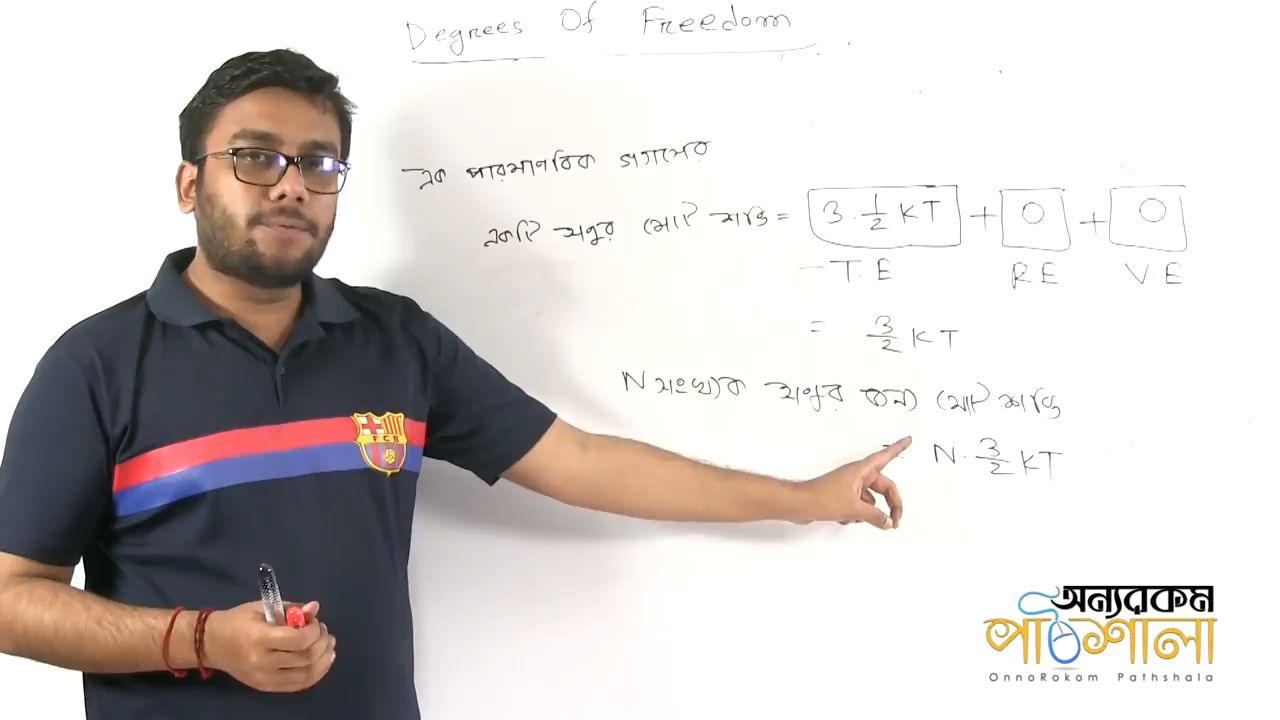 Degrees Of Freedom
এক পারমাণবিক গ্যাসের
একটি অণুর মোট শক্তি = 3 · 1/2 KT + 0 + 0
T.E R.E V.E
= 3/2 KT
N সংখ্যক অণুর জন্য মোট শক্তি
= N · 3/2 KT
FCB
অন্যরকম
পাঠশালা
OnnoRokom Pathshala